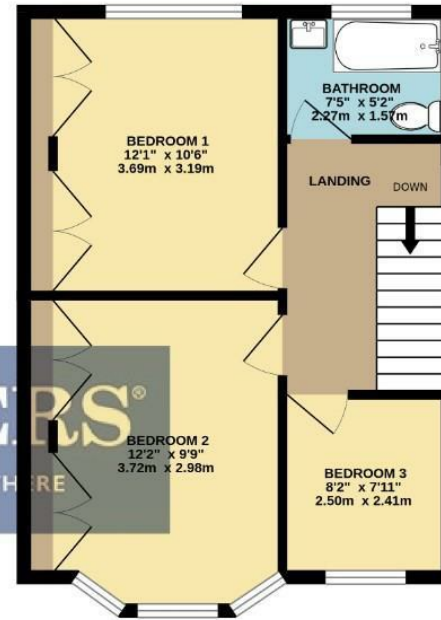 BATHROOM
7'5" x 5'2"
2.27m x 1.57m
BEDROOM 1
12'1" x 10'6"
3.69m x 3.19m
LANDING
DOWN
ERS®
HERE
BEDROOM 2
12'2" x 9'9"
3.72m x 2.98m
BEDROOM 3
8'2" x 7'11"
2.50m x 2.41m